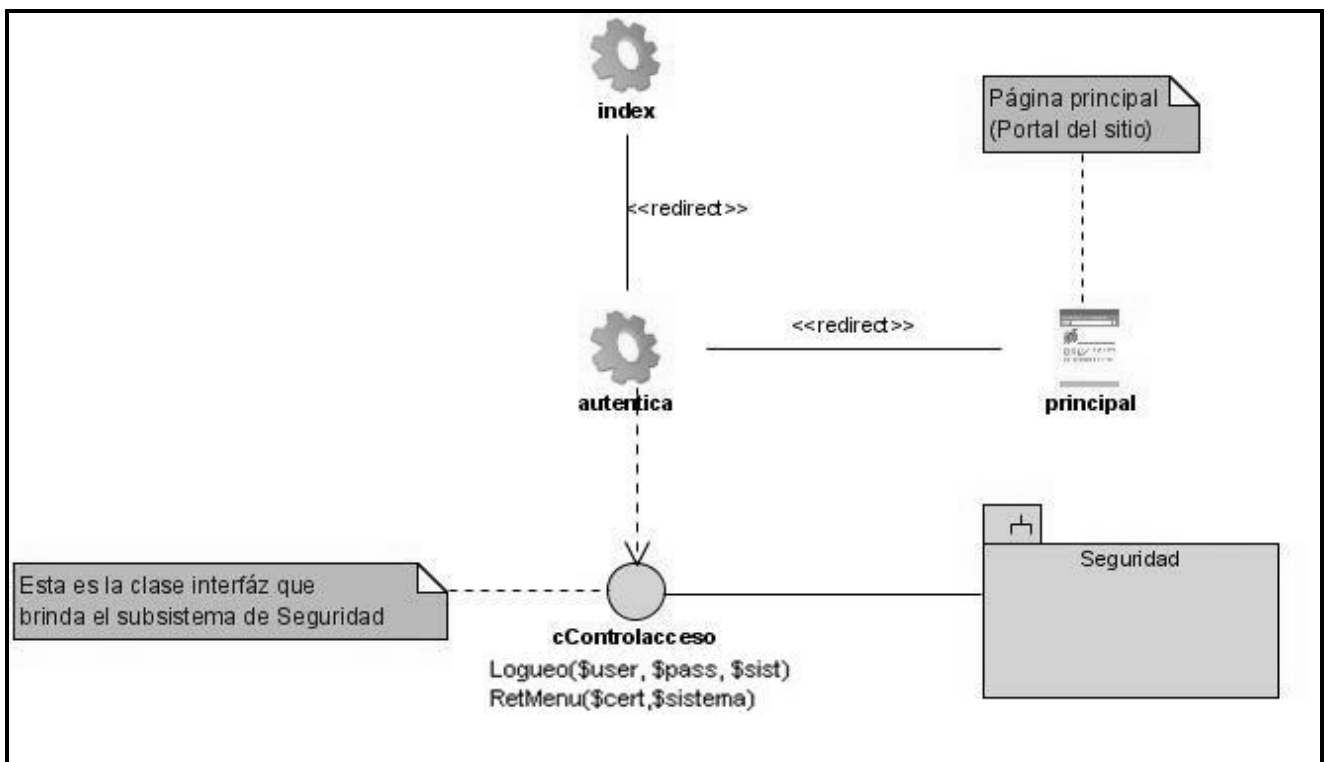 index
Página principal
(Portal del sitio)
<<redirect>>
<<redirect>>
autentica
principal
Seguridad
Esta es la clase interfáz que
brinda el subsistema de Seguridad
cControlacceso
Logueo($user, $pass, $sist)
RetMenu($cert,$sistema)